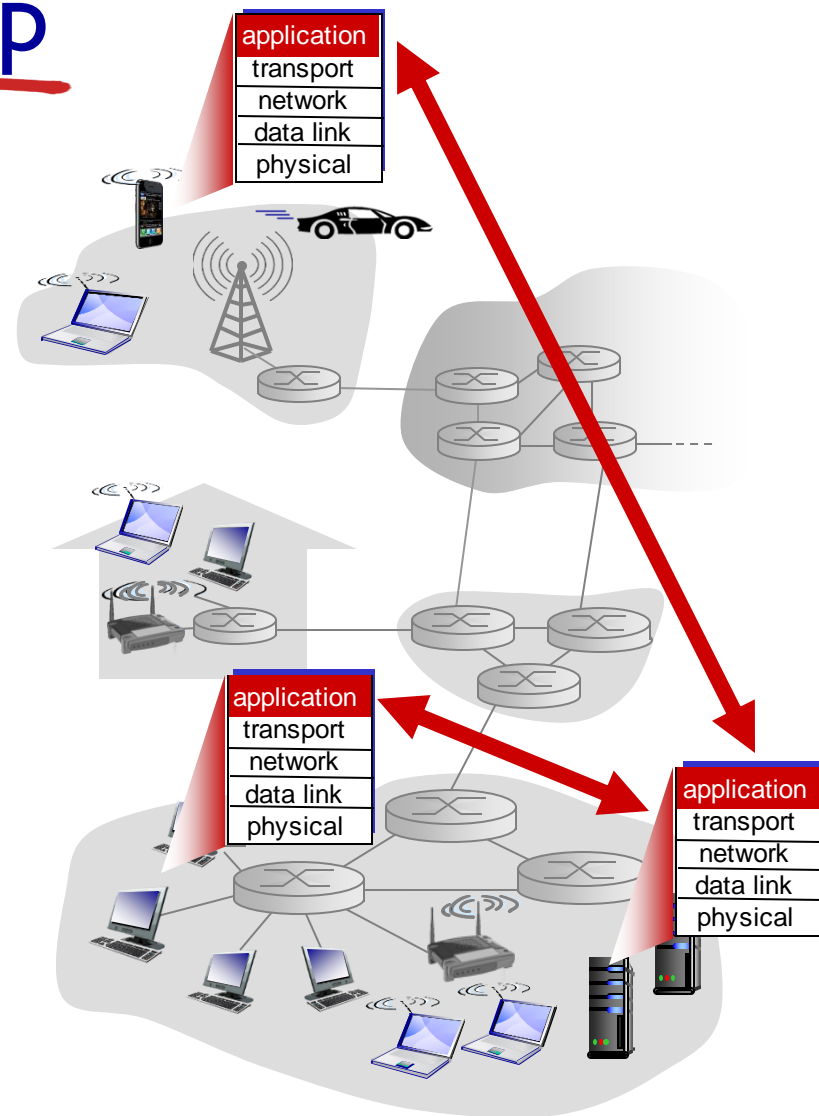 p
application
transport
network
data link
physical
application
transport
network
data link
physical
application
transport
network
data link
physical